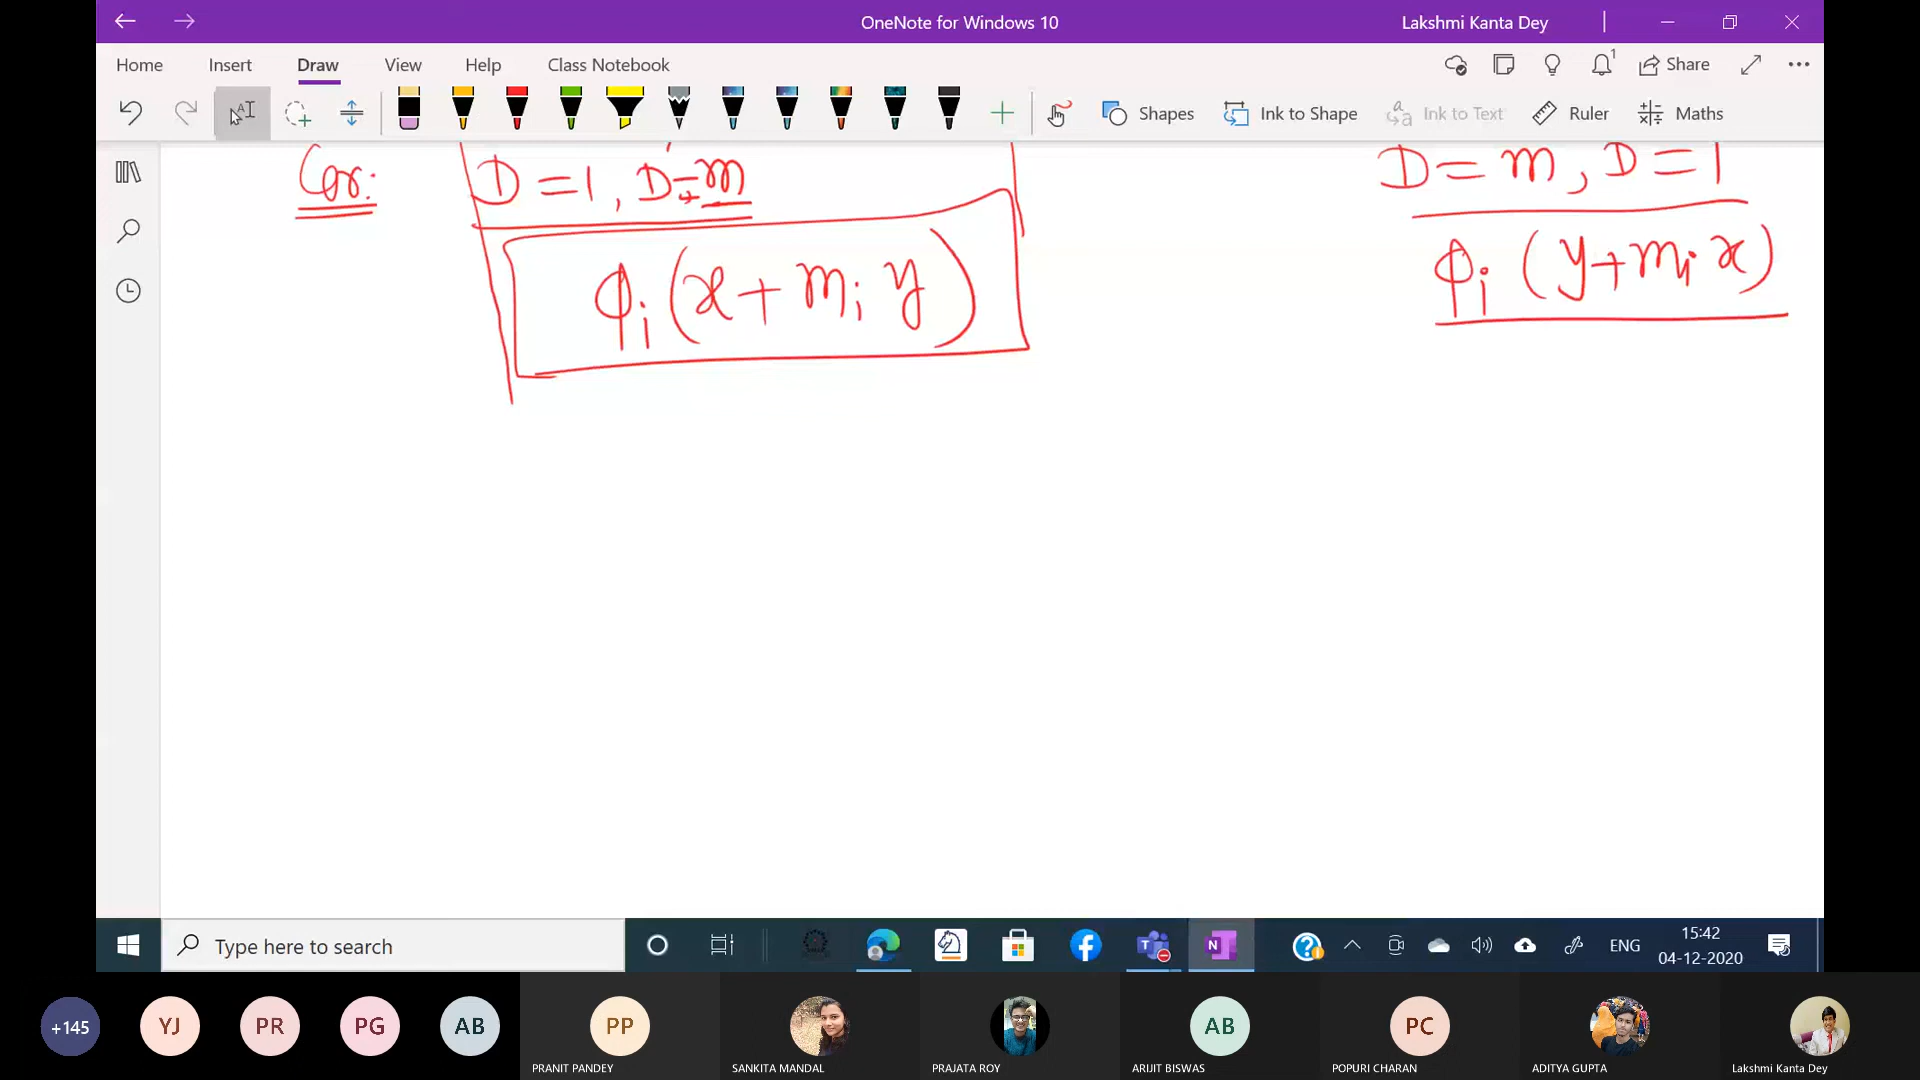 OneNote for Windows 10
Lakshmi Kanta Dey
Home Insert Draw View Help Class Notebook
1
Share
Shapes Ink to Shape Ink to Text Ruler Maths
Cor: D = 1, D' = m
D = m, D' = 1
ϕi (x + mi y)
ϕi (y + mi x)
Type here to search
ENG
15:42
04-12-2020
+145 YJ PR PG AB PP AB PC
PRANIT PANDEY SANKITA MANDAL PRAJATA ROY ARIJIT BISWAS POPURI CHARAN ADITYA GUPTA Lakshmi Kanta Dey